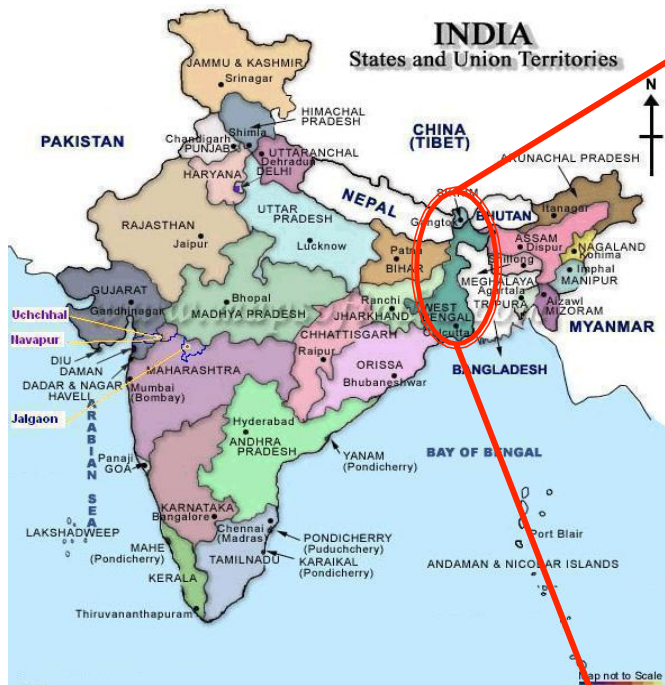 INDIA
States and Union Territories
N
JAMMU & KASHMIR
Srinagar
HIMACHAL
PRADESH
PAKISTAN
Chandigarh
Shimla
PUNJAB
CHINA
(TIBET)
UTTARANCHAL
Dehradun
HARYANA
DELHI
ARUNACHAL PRADESH
NEPAL
Itanagar
RAJASTHAN
Jaipur
UTTAR
PRADESH
Lucknow
Gangtok
BHUTAN
ASSAM
Dispur
NAGALAND
Kohima
Patna
BIHAR
Shillong
MEGHALAYA
Imphal
MANIPUR
GUJARAT
Gandhinagar
Bhopal
MADHYA PRADESH
Ranchi
JHARKHAND
WEST
BENGAL
Calcutta
Agartala
TRIPURA
Aizawl
MIZORAM
Uchchhal
Navapur
CHHATTISGARH
Raipur
MYANMAR
DIU
DAMAN
DADAR & NAGAR
HAVELI
MAHARASHTRA
Mumbai
(Bombay)
ORISSA
Bhubaneshwar
BANGLADESH
Jalgaon
ARABIAN SEA
Hyderabad
ANDHRA
PRADESH
YANAM
(Pondicherry)
BAY OF BENGAL
Panaji
GOA
KARNATAKA
Bangalore
LAKSHADWEEP
Chennai
(Madras)
PONDICHERRY
(Puduchchery)
Port Blair
MAHE
(Pondicherry)
TAMILNADU
KARAIKAL
(Pondicherry)
ANDAMAN & NICOBAR ISLANDS
KERALA
Thiruvananthapuram
Map not to Scale